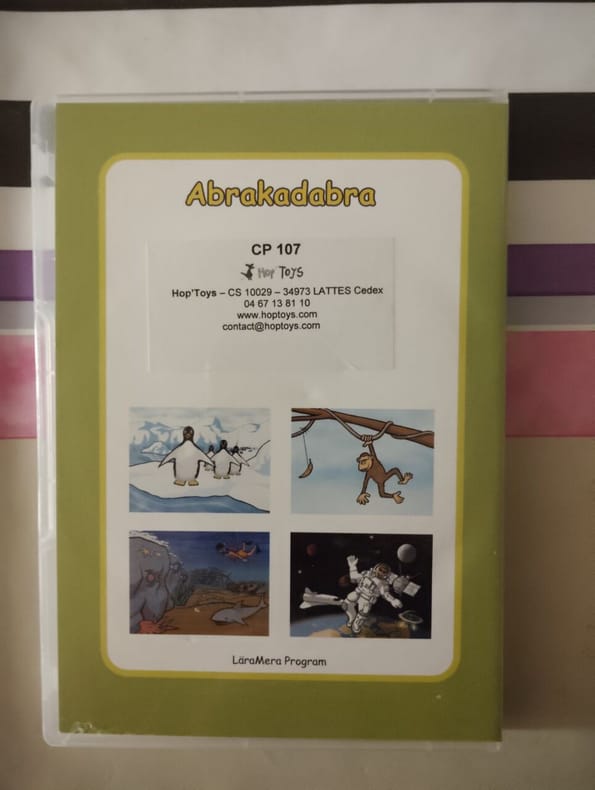 Abrakadabra
CP 107
Hop' Toys
Hop'Toys – CS 10029 – 34973 LATTES Cedex
04 67 13 81 10
www.hoptoys.com
contact@hoptoys.com
LäraMera Program